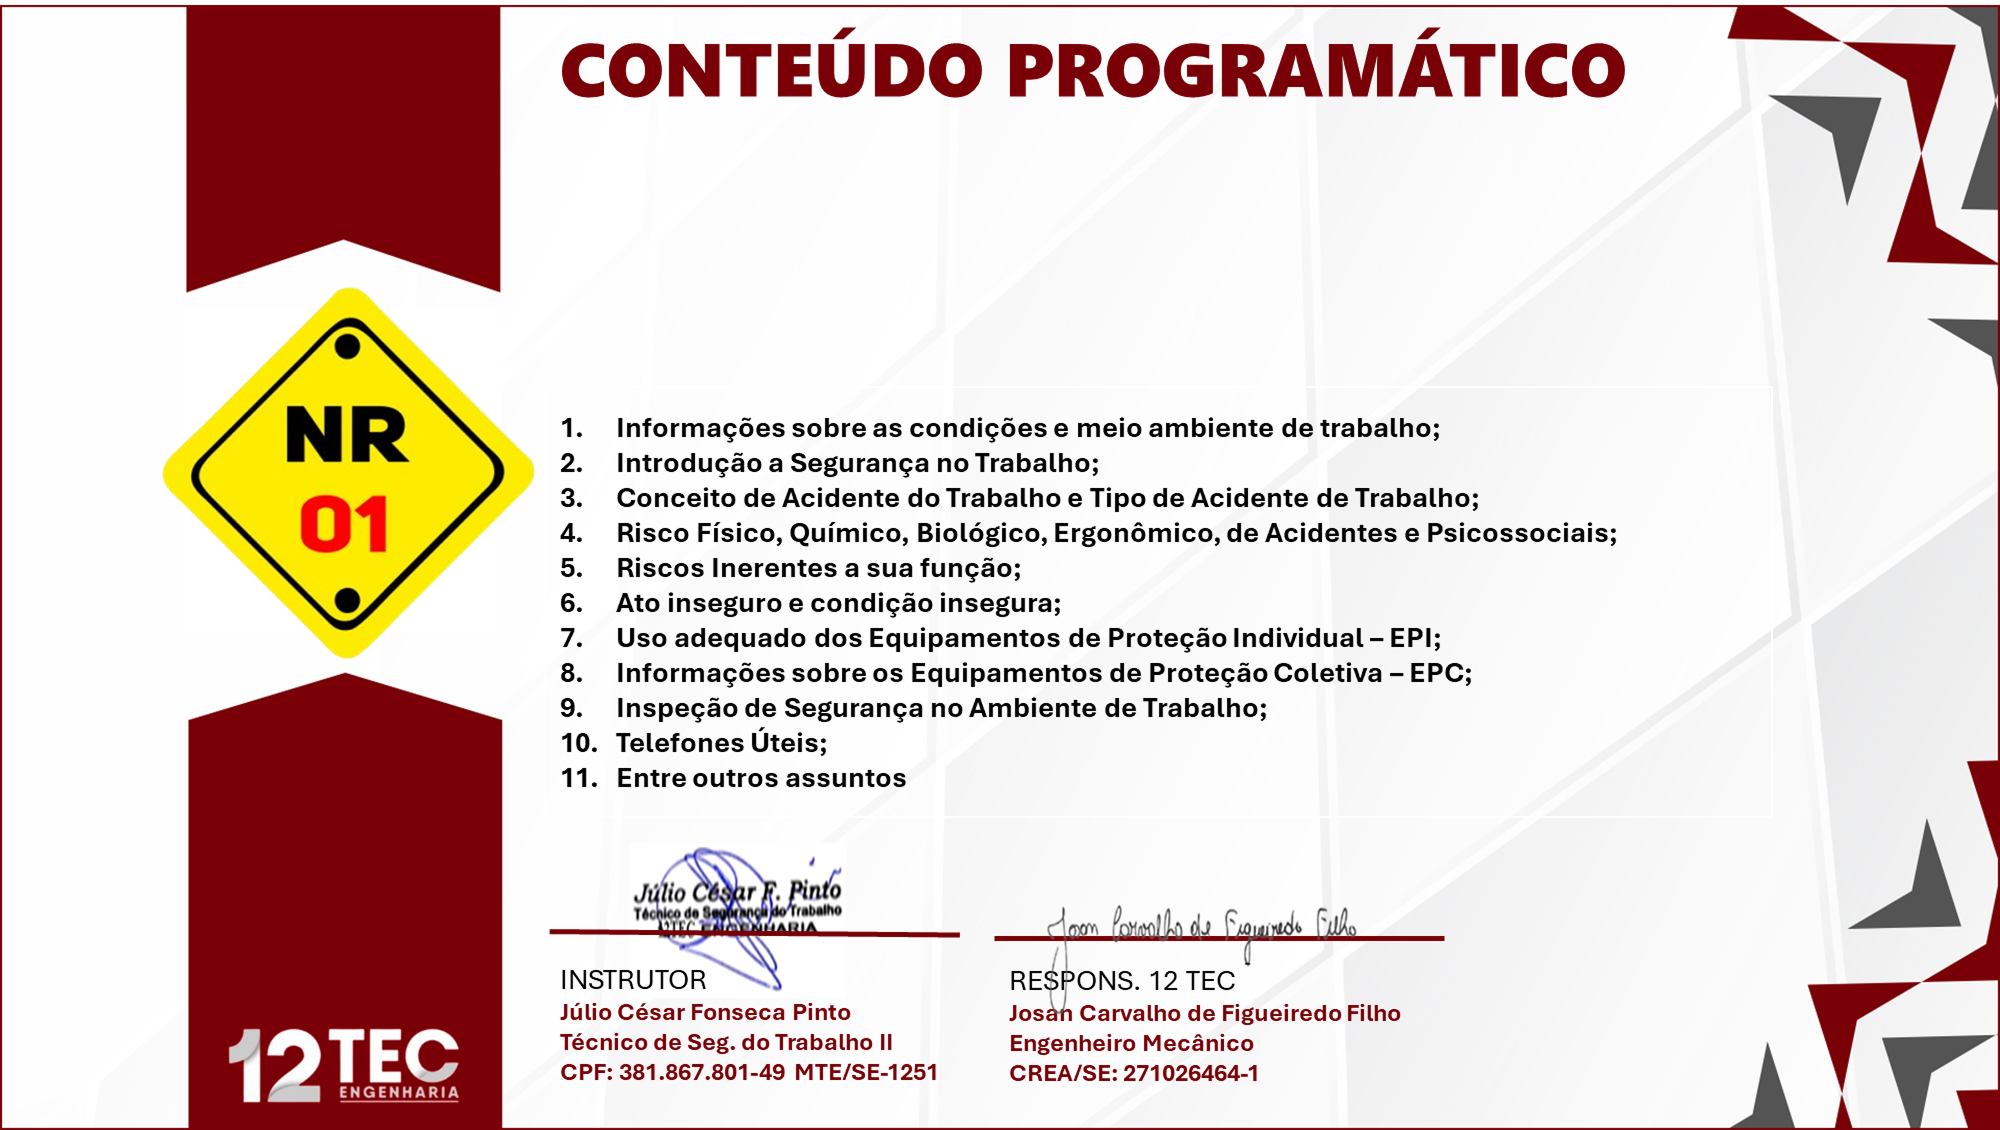 CONTEÚDO PROGRAMÁTICO
NR
01
1. Informações sobre as condições e meio ambiente de trabalho;
2. Introdução a Segurança no Trabalho;
3. Conceito de Acidente do Trabalho e Tipo de Acidente de Trabalho;
4. Risco Físico, Químico, Biológico, Ergonômico, de Acidentes e Psicossociais;
5. Riscos Inerentes a sua função;
6. Ato inseguro e condição insegura;
7. Uso adequado dos Equipamentos de Proteção Individual – EPI;
8. Informações sobre os Equipamentos de Proteção Coletiva – EPC;
9. Inspeção de Segurança no Ambiente de Trabalho;
10. Telefones Úteis;
11. Entre outros assuntos
Júlio César F. Pinto
Técnico de Segurança do Trabalho
12TEC ENGENHARIA
INSTRUTOR
Júlio César Fonseca Pinto
Técnico de Seg. do Trabalho II
CPF: 381.867.801-49 MTE/SE-1251
Josan Carvalho de Figueiredo Filho
RESPONS. 12 TEC
Josan Carvalho de Figueiredo Filho
Engenheiro Mecânico
CREA/SE: 271026464-1
12TEC
ENGENHARIA